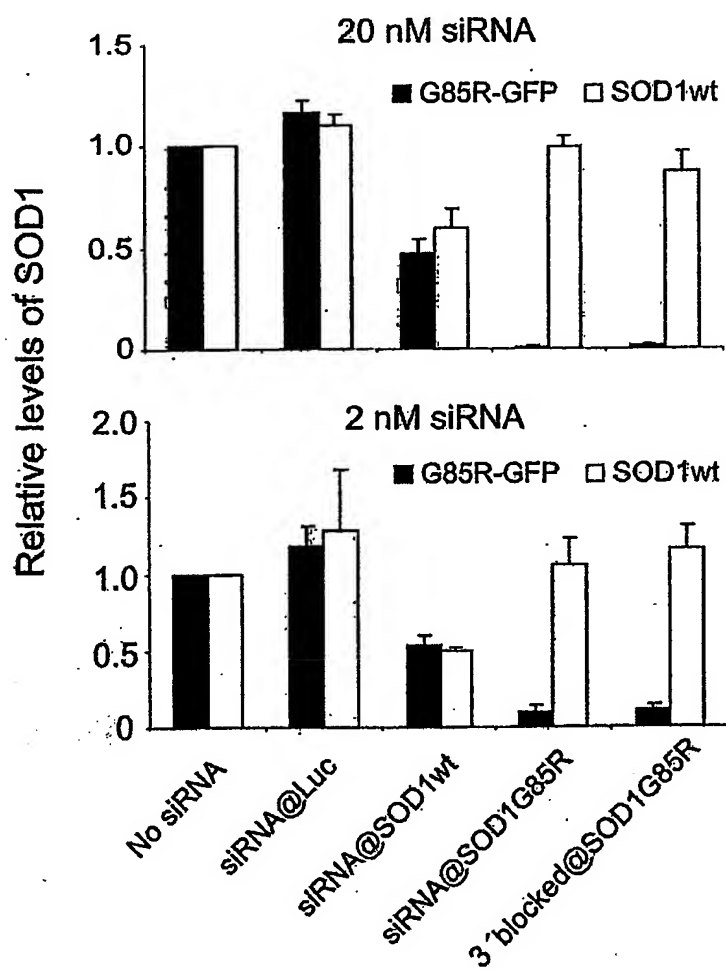 20 nM siRNA
G85R-GFP SOD1wt
1.5
1.0
0.5
0
Relative levels of SOD1
2 nM siRNA
G85R-GFP SOD1wt
2.0
1.5
1.0
0.5
0
No siRNA
siRNA@Luc
siRNA@SOD1wt
siRNA@SOD1G85R
3´blocked@SOD1G85R